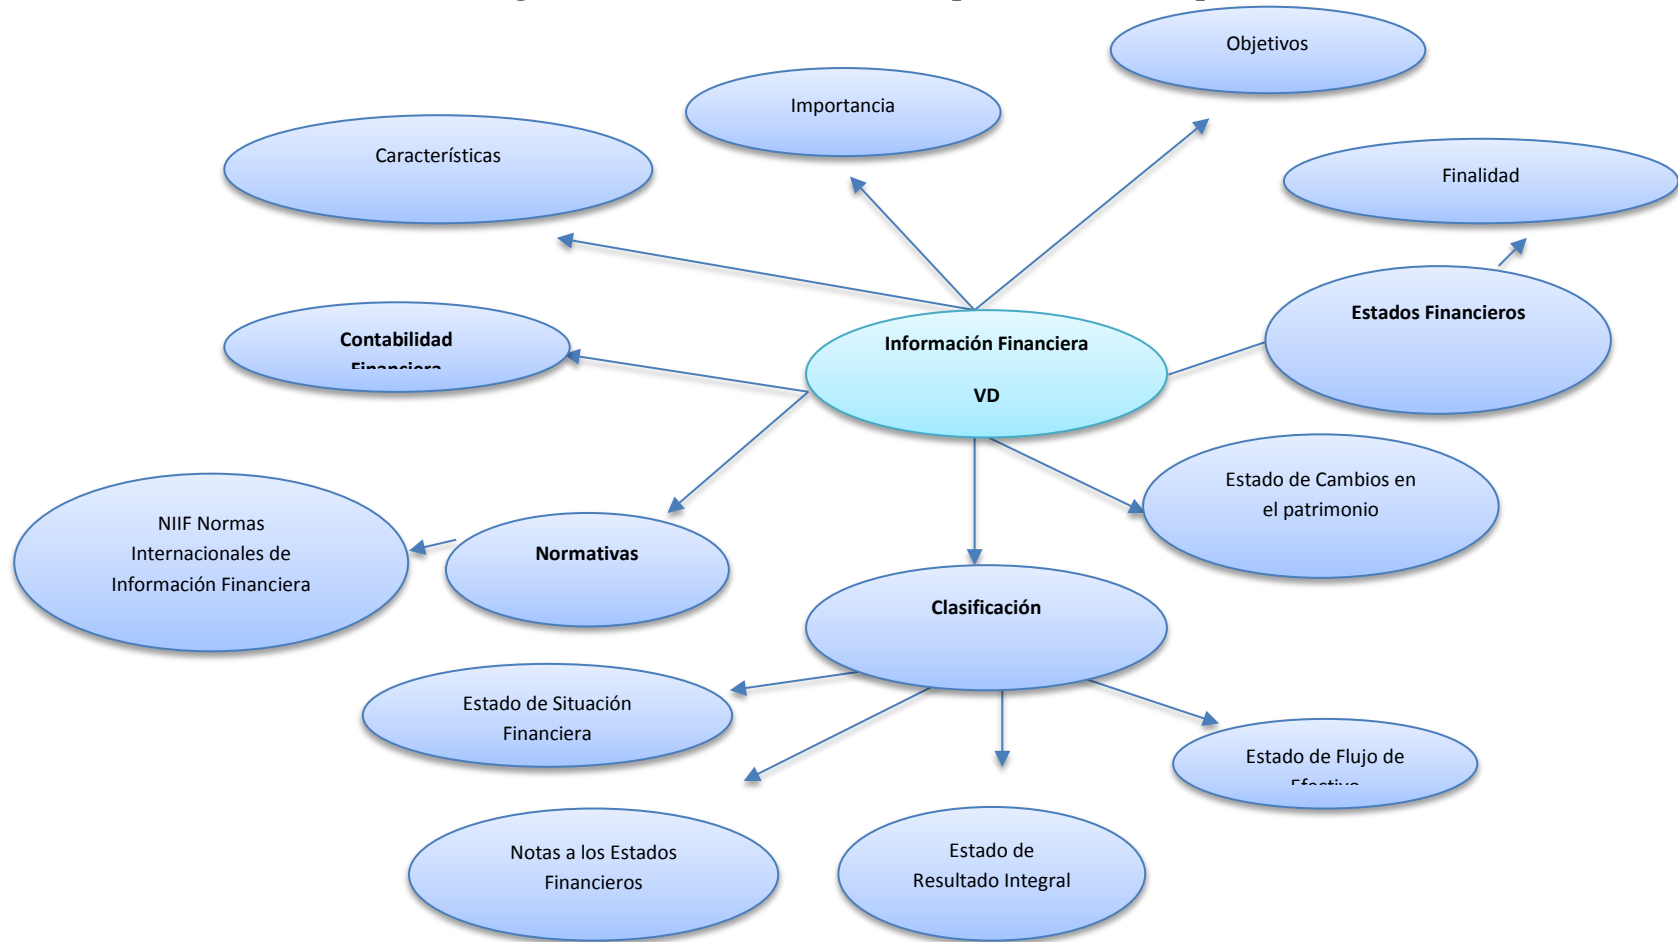 Objetivos
Importancia
Características
Finalidad
Estados Financieros
Contabilidad
Financiera
Información Financiera
VD
Estado de Cambios en
el patrimonio
NIIF Normas
Internacionales de
Información Financiera
Normativas
Clasificación
Estado de Situación
Financiera
Estado de Flujo de
Efectivo
Notas a los Estados
Financieros
Estado de
Resultado Integral